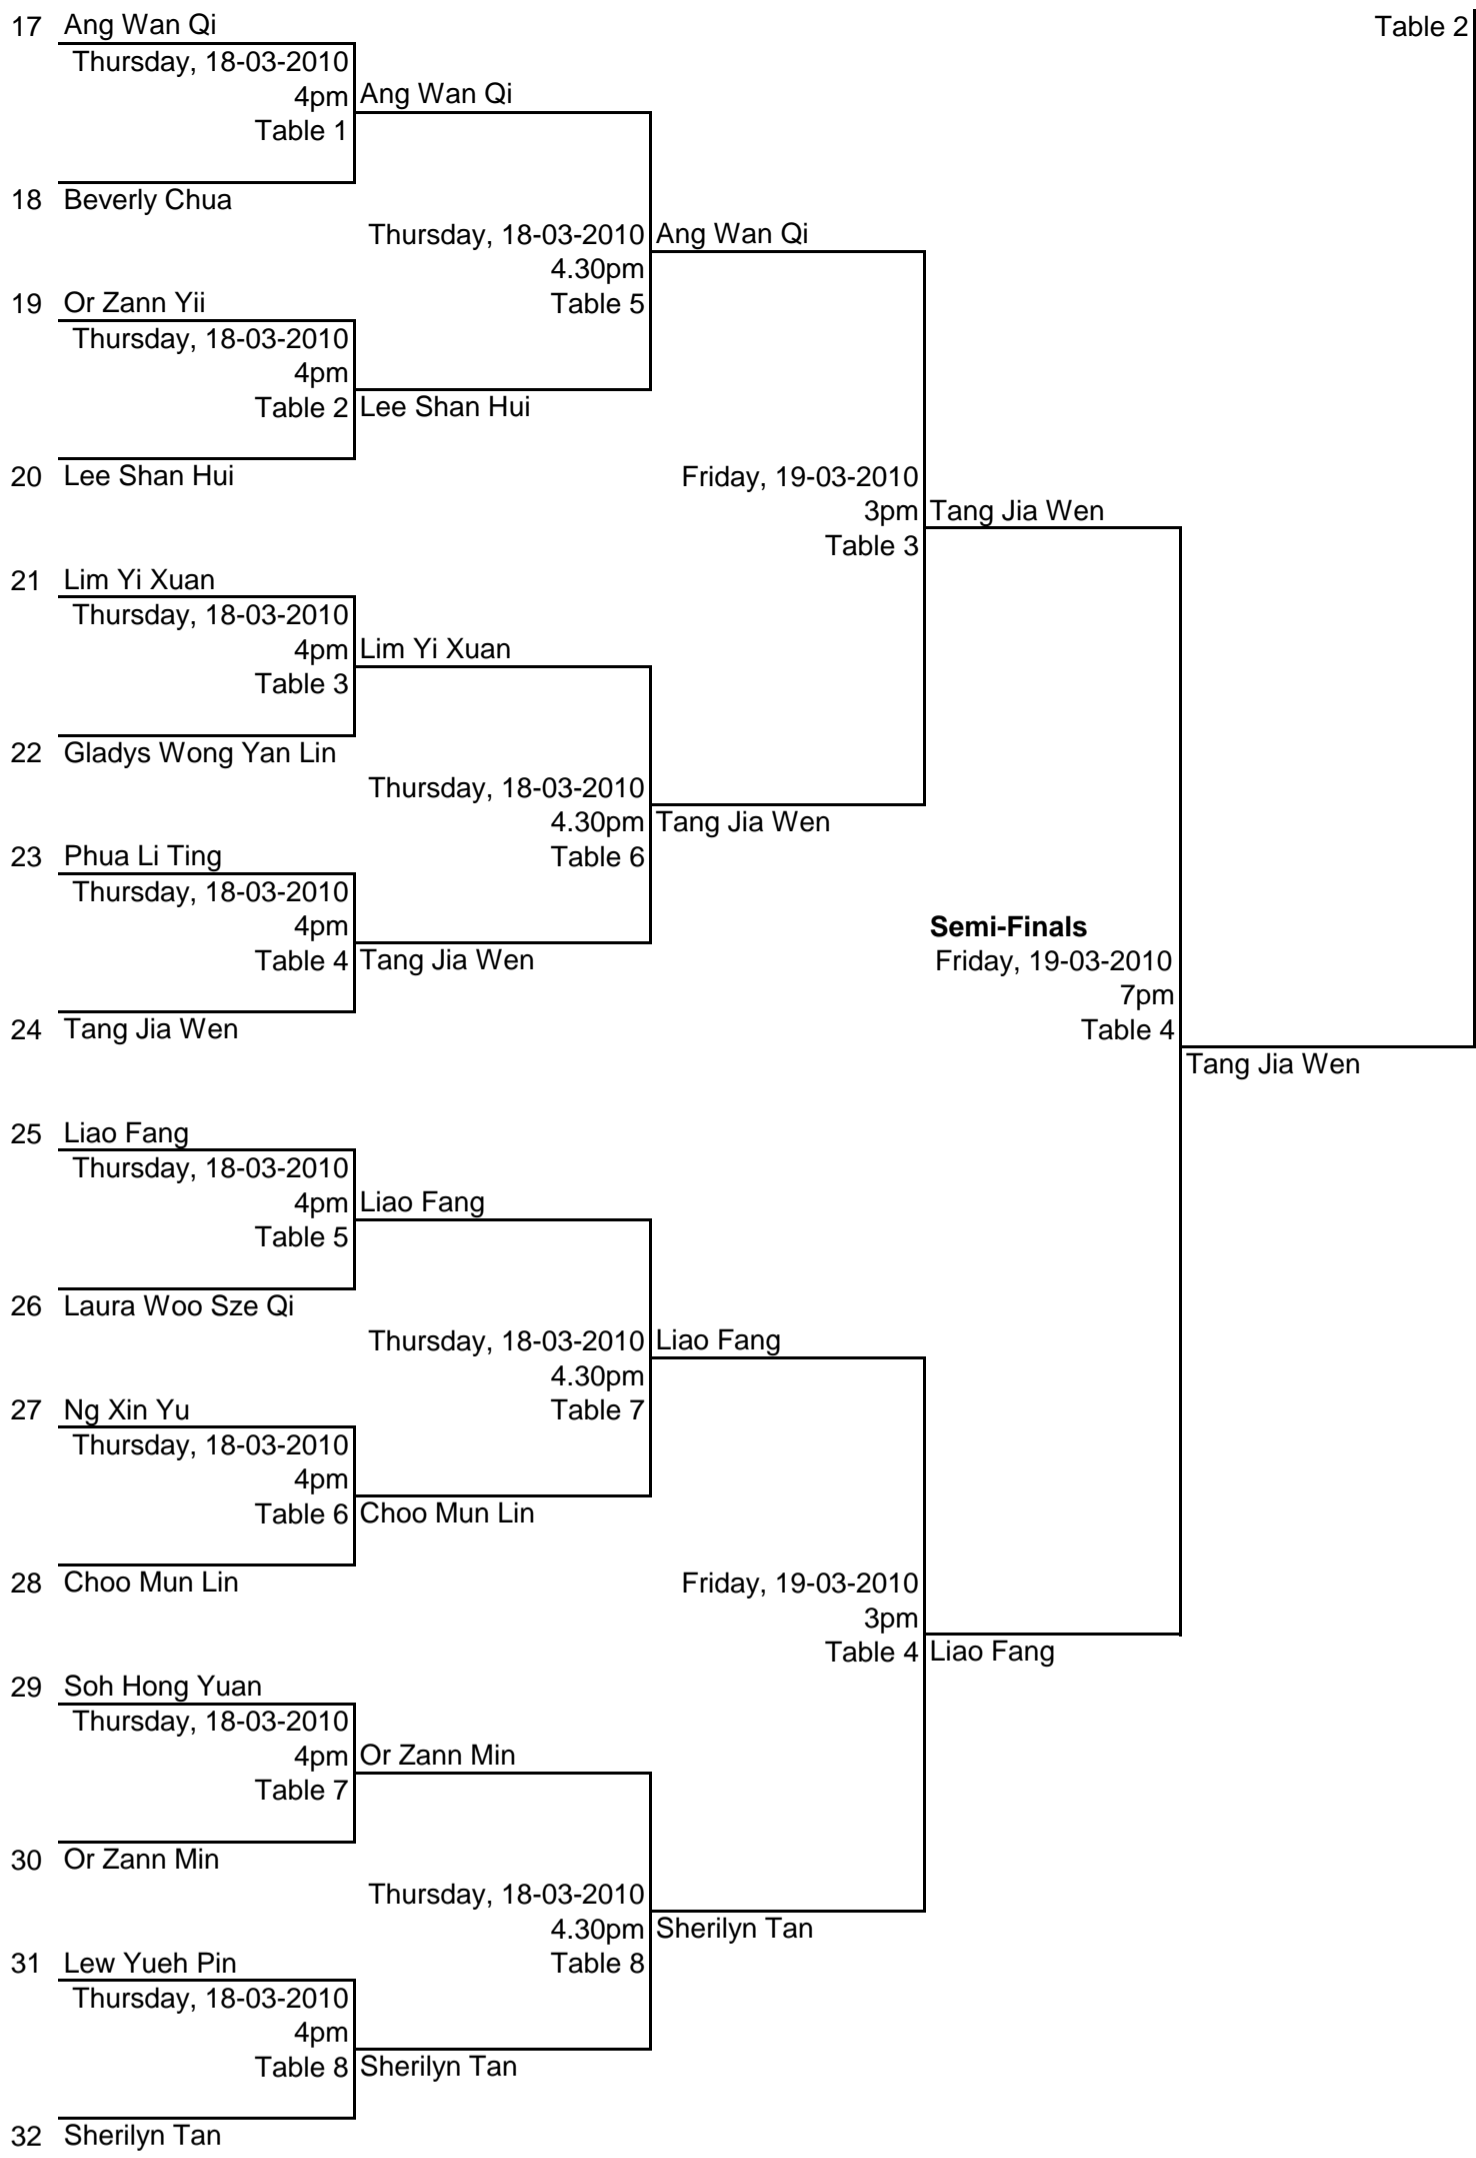 17 Ang Wan Qi
Table 2
Thursday, 18-03-2010
4pm
Ang Wan Qi
Table 1
18 Beverly Chua
Thursday, 18-03-2010
Ang Wan Qi
4.30pm
19 Or Zann Yii
Table 5
Thursday, 18-03-2010
4pm
Table 2
Lee Shan Hui
20 Lee Shan Hui
Friday, 19-03-2010
3pm
Tang Jia Wen
Table 3
21 Lim Yi Xuan
Thursday, 18-03-2010
4pm
Lim Yi Xuan
Table 3
22 Gladys Wong Yan Lin
Thursday, 18-03-2010
4.30pm
Tang Jia Wen
23 Phua Li Ting
Table 6
Thursday, 18-03-2010
4pm
Semi-Finals
Table 4
Tang Jia Wen
Friday, 19-03-2010
7pm
24 Tang Jia Wen
Table 4
Tang Jia Wen
25 Liao Fang
Thursday, 18-03-2010
4pm
Liao Fang
Table 5
26 Laura Woo Sze Qi
Thursday, 18-03-2010
Liao Fang
4.30pm
27 Ng Xin Yu
Table 7
Thursday, 18-03-2010
4pm
Table 6
Choo Mun Lin
28 Choo Mun Lin
Friday, 19-03-2010
3pm
Table 4
Liao Fang
29 Soh Hong Yuan
Thursday, 18-03-2010
4pm
Or Zann Min
Table 7
30 Or Zann Min
Thursday, 18-03-2010
4.30pm
Sherilyn Tan
31 Lew Yueh Pin
Table 8
Thursday, 18-03-2010
4pm
Table 8
Sherilyn Tan
32 Sherilyn Tan